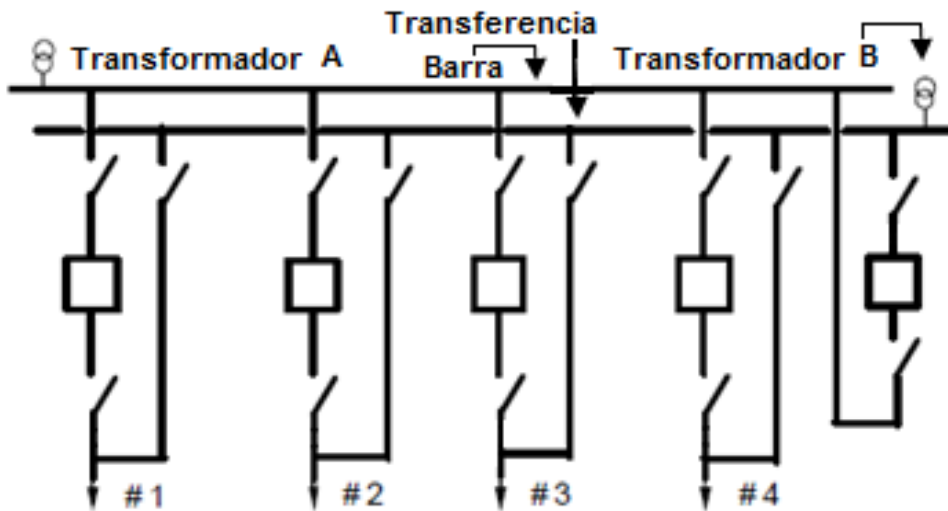 Transferencia
Transformador A
Barra
Transformador B
#1
#2
#3
#4